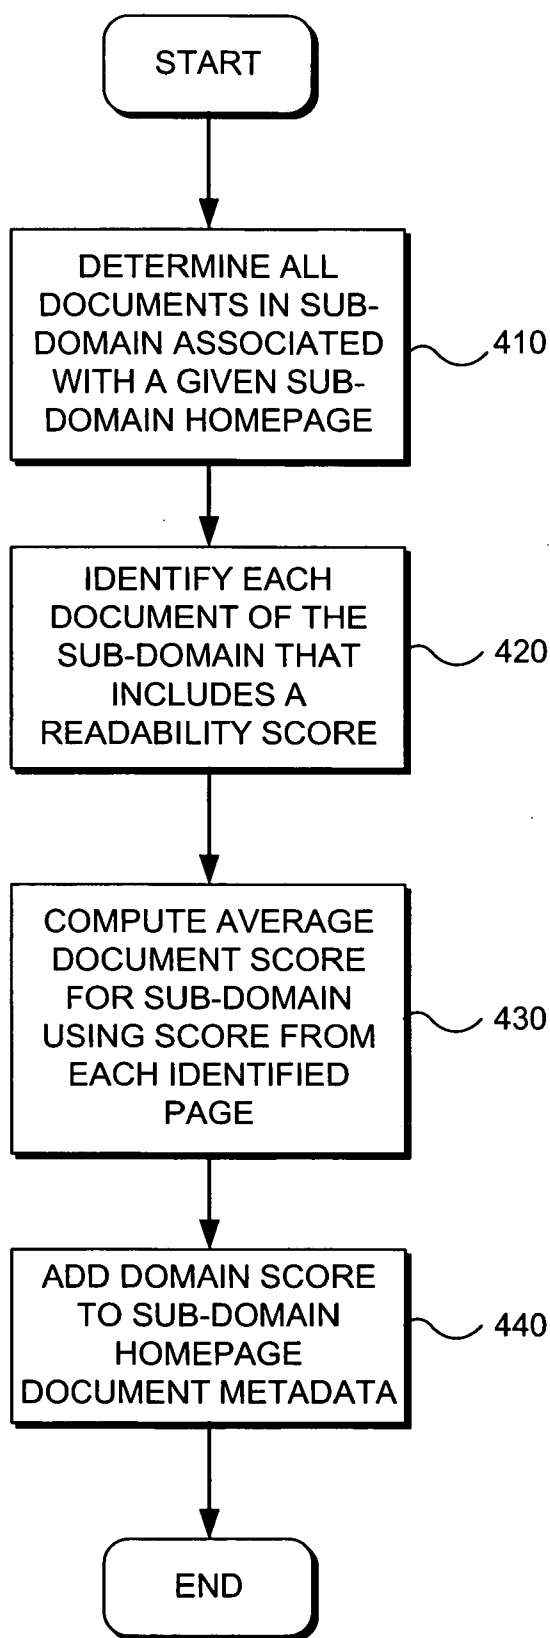 START
DETERMINE ALL
DOCUMENTS IN SUB-
DOMAIN ASSOCIATED
WITH A GIVEN SUB-
DOMAIN HOMEPAGE
410
IDENTIFY EACH
DOCUMENT OF THE
SUB-DOMAIN THAT
INCLUDES A
READABILITY SCORE
420
COMPUTE AVERAGE
DOCUMENT SCORE
FOR SUB-DOMAIN
USING SCORE FROM
EACH IDENTIFIED
PAGE
430
ADD DOMAIN SCORE
TO SUB-DOMAIN
HOMEPAGE
DOCUMENT METADATA
440
END